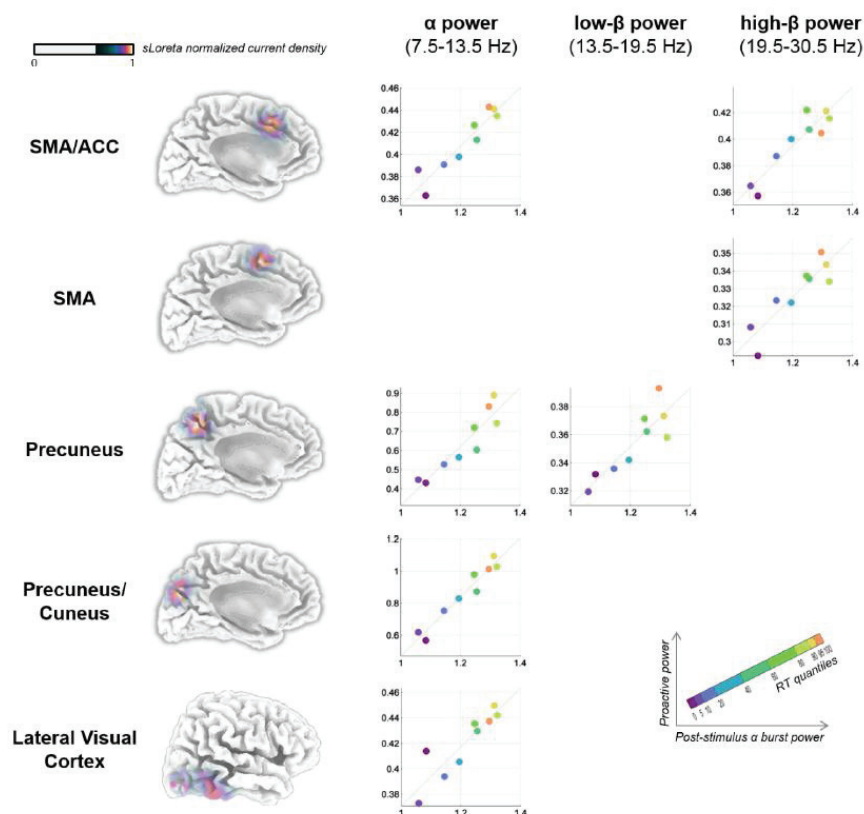 α power low-β power high-β power
(7.5-13.5 Hz) (13.5-19.5 Hz) (19.5-30.5 Hz)
sLoreta normalized current density
0 1
SMA/ACC
0.46
0.44
0.42
0.4
0.38
0.36
1 1.2 1.4
0.42
0.4
0.38
0.36
1 1.2 1.4
SMA
0.35
0.34
0.33
0.32
0.31
0.3
1 1.2 1.4
Precuneus
0.9
0.8
0.7
0.6
0.5
0.4
1 1.2 1.4
0.38
0.36
0.34
0.32
1 1.2 1.4
Precuneus/
Cuneus
1.2
1
0.8
0.6
1 1.2 1.4
Proactive power
RT quantiles
Post-stimulus α burst power
Lateral Visual
Cortex
0.46
0.44
0.42
0.4
0.38
1 1.2 1.4